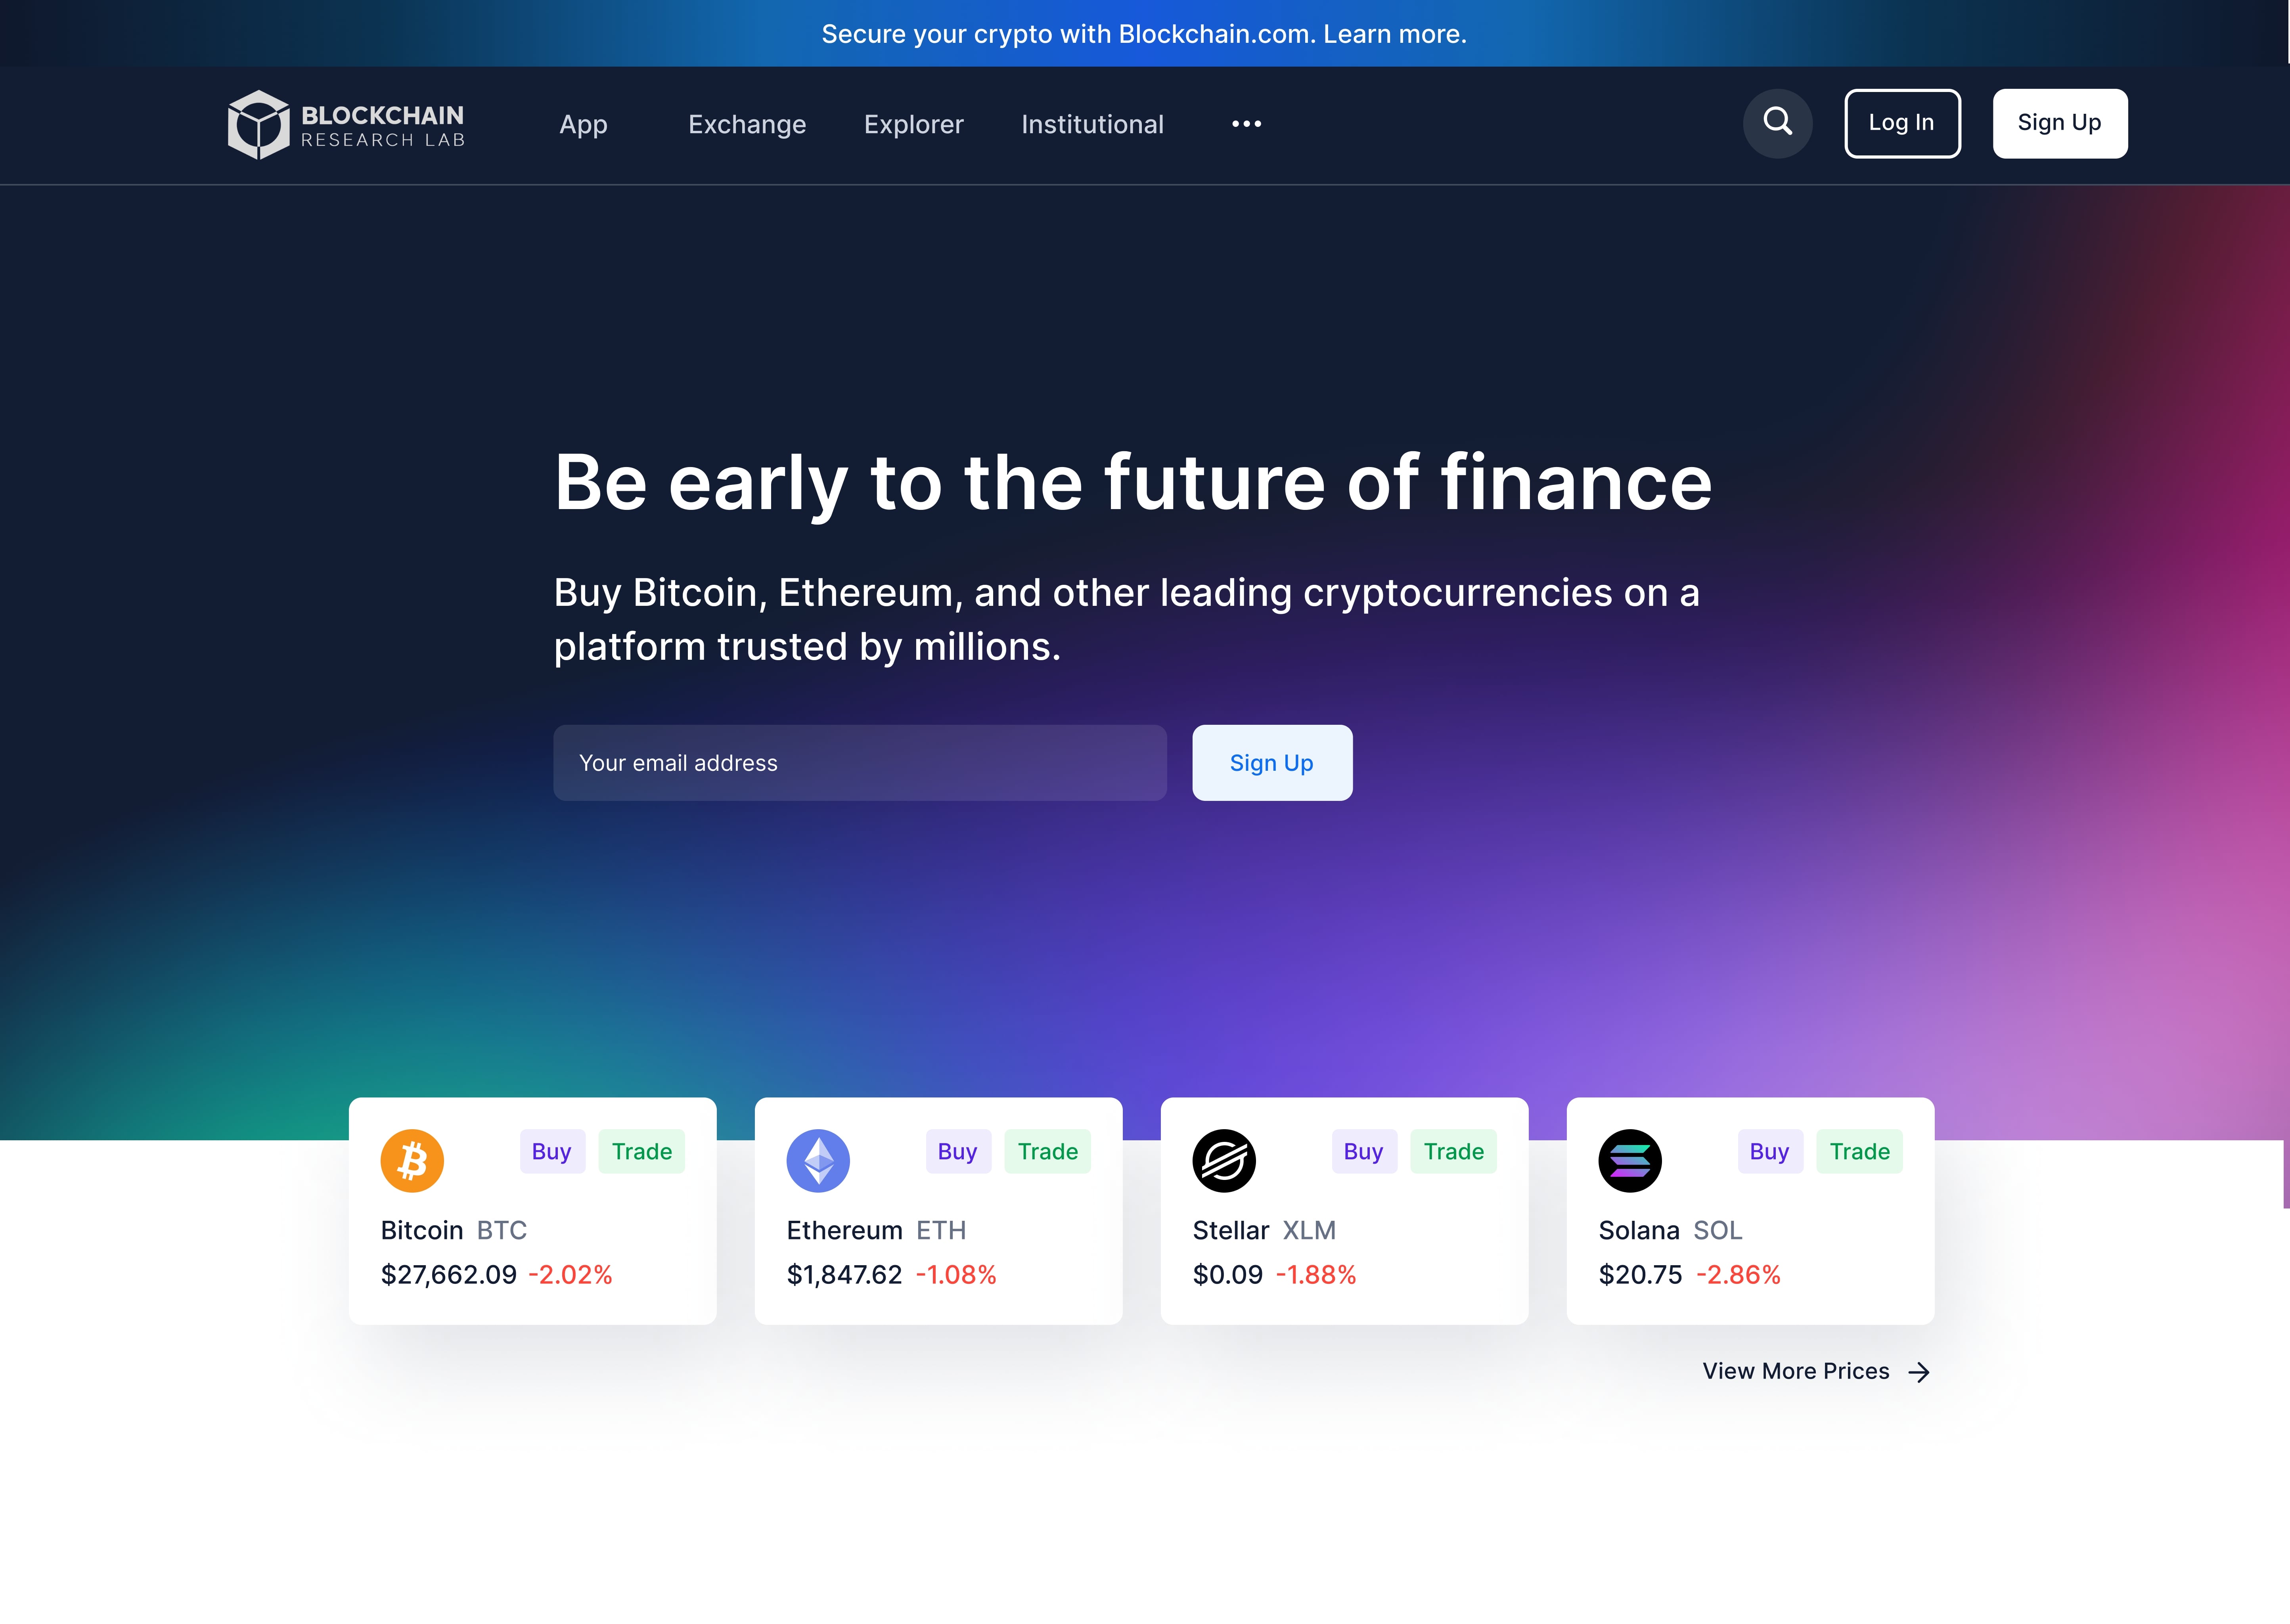 Secure your crypto with Blockchain.com. Learn more.
BLOCKCHAIN
RESEARCH LAB
App Exchange Explorer Institutional
Log In
Sign Up
Be early to the future of finance
Buy Bitcoin, Ethereum, and other leading cryptocurrencies on a
platform trusted by millions.
Your email address
Sign Up
Buy Trade
Bitcoin BTC
$27,662.09 -2.02%
Buy Trade
Ethereum ETH
$1,847.62 -1.08%
Buy Trade
Stellar XLM
$0.09 -1.88%
Buy Trade
Solana SOL
$20.75 -2.86%
View More Prices